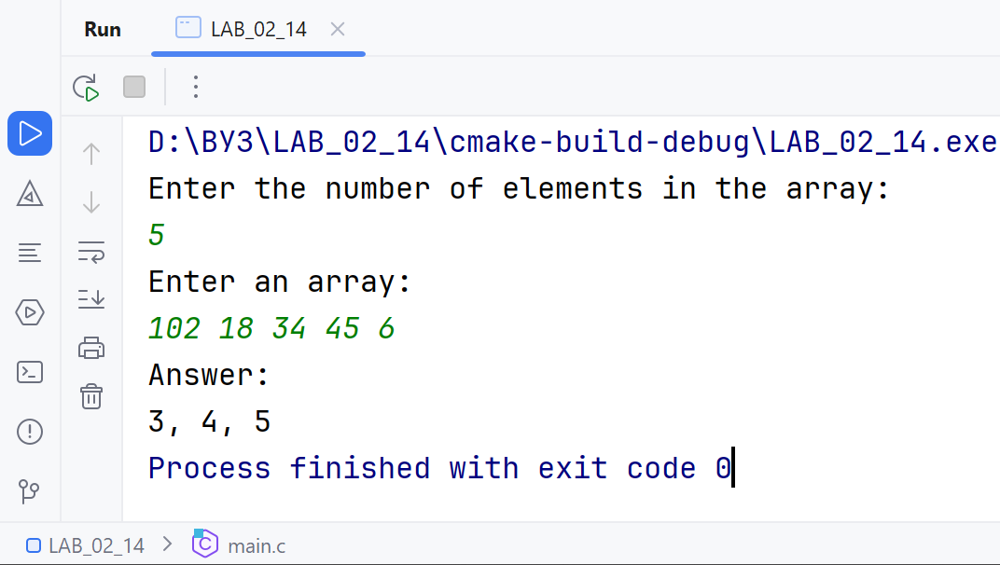 Run LAB_02_14
D:\ВУЗ\LAB_02_14\cmake-build-debug\LAB_02_14.exe
Enter the number of elements in the array:
5
Enter an array:
102 18 34 45 6
Answer:
3, 4, 5
Process finished with exit code 0
LAB_02_14 > main.c